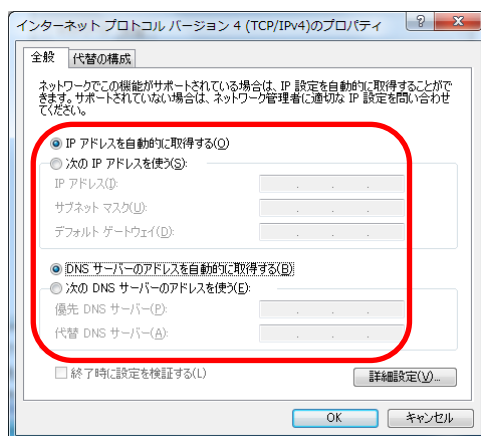 インターネット プロトコル バージョン 4 (TCP/IPv4)のプロパティ
全般 代替の構成
ネットワークでこの機能がサポートされている場合は、IP 設定を自動的に取得することがで
きます。サポートされていない場合は、ネットワーク管理者に適切な IP 設定を問い合わせ
てください。
IP アドレスを自動的に取得する(O)
次の IP アドレスを使う(S):
IP アドレス(I):
サブネット マスク(U):
デフォルト ゲートウェイ(D):
DNS サーバーのアドレスを自動的に取得する(B)
次の DNS サーバーのアドレスを使う(E):
優先 DNS サーバー(P):
代替 DNS サーバー(A):
終了時に設定を検証する(L)
詳細設定(V)...
OK キャンセル